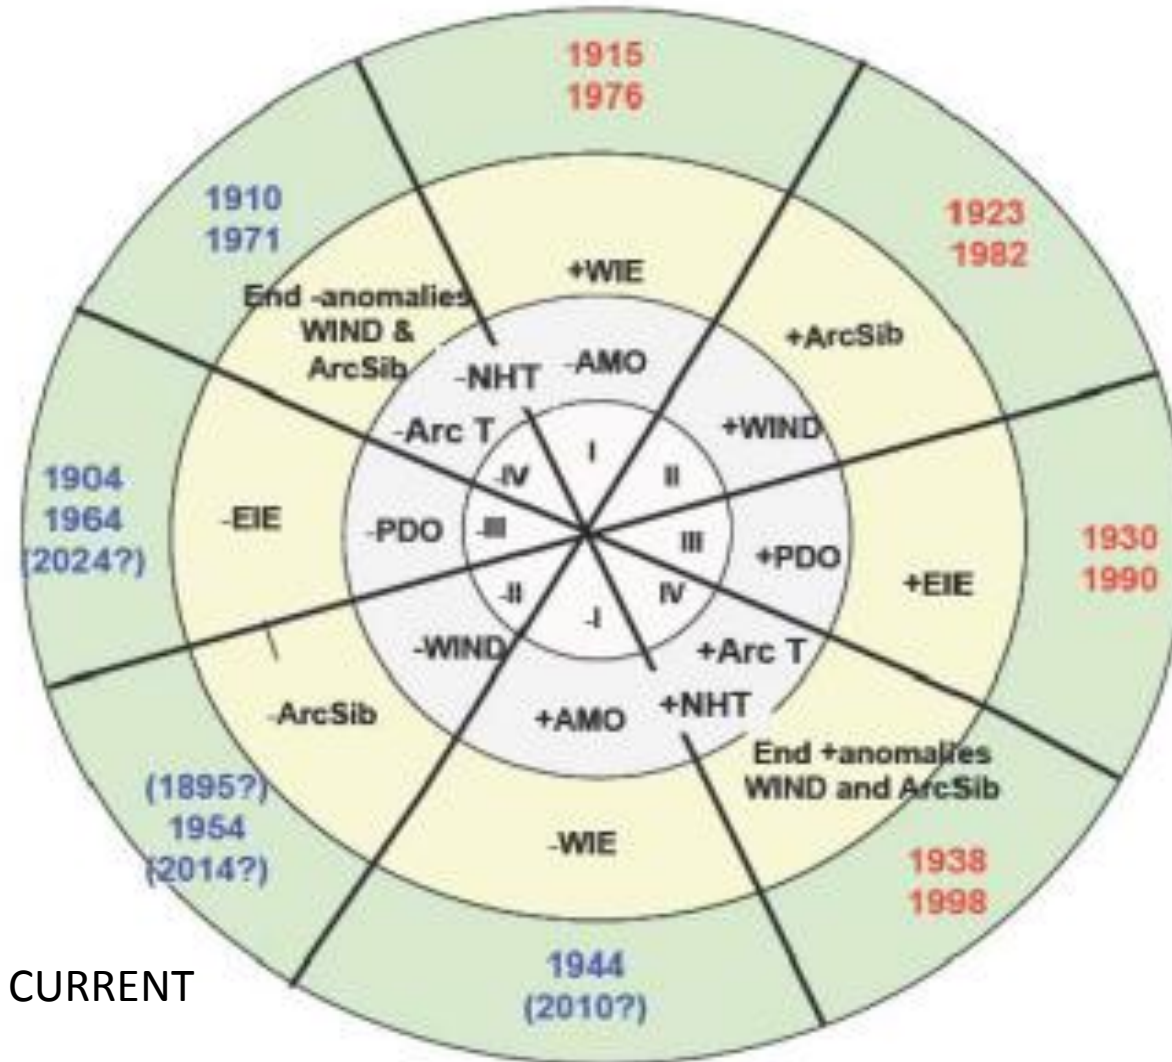 1915
1976
1910
1971
1923
1982
+WIE
End -anomalies
WIND &
ArcSib
+ArcSib
-NHT
-AMO
-Arc T
+WIND
I
II
-IV
1904
1964
(2024?)
-EIE
-PDO
-III
III
+PDO
+EIE
1930
1990
-II
IV
-I
-WIND
+Arc T
+NHT
+AMO
-ArcSib
End +anomalies
WIND and ArcSib
(1895?)
1954
(2014?)
-WIE
1938
1998
1944
(2010?)
CURRENT